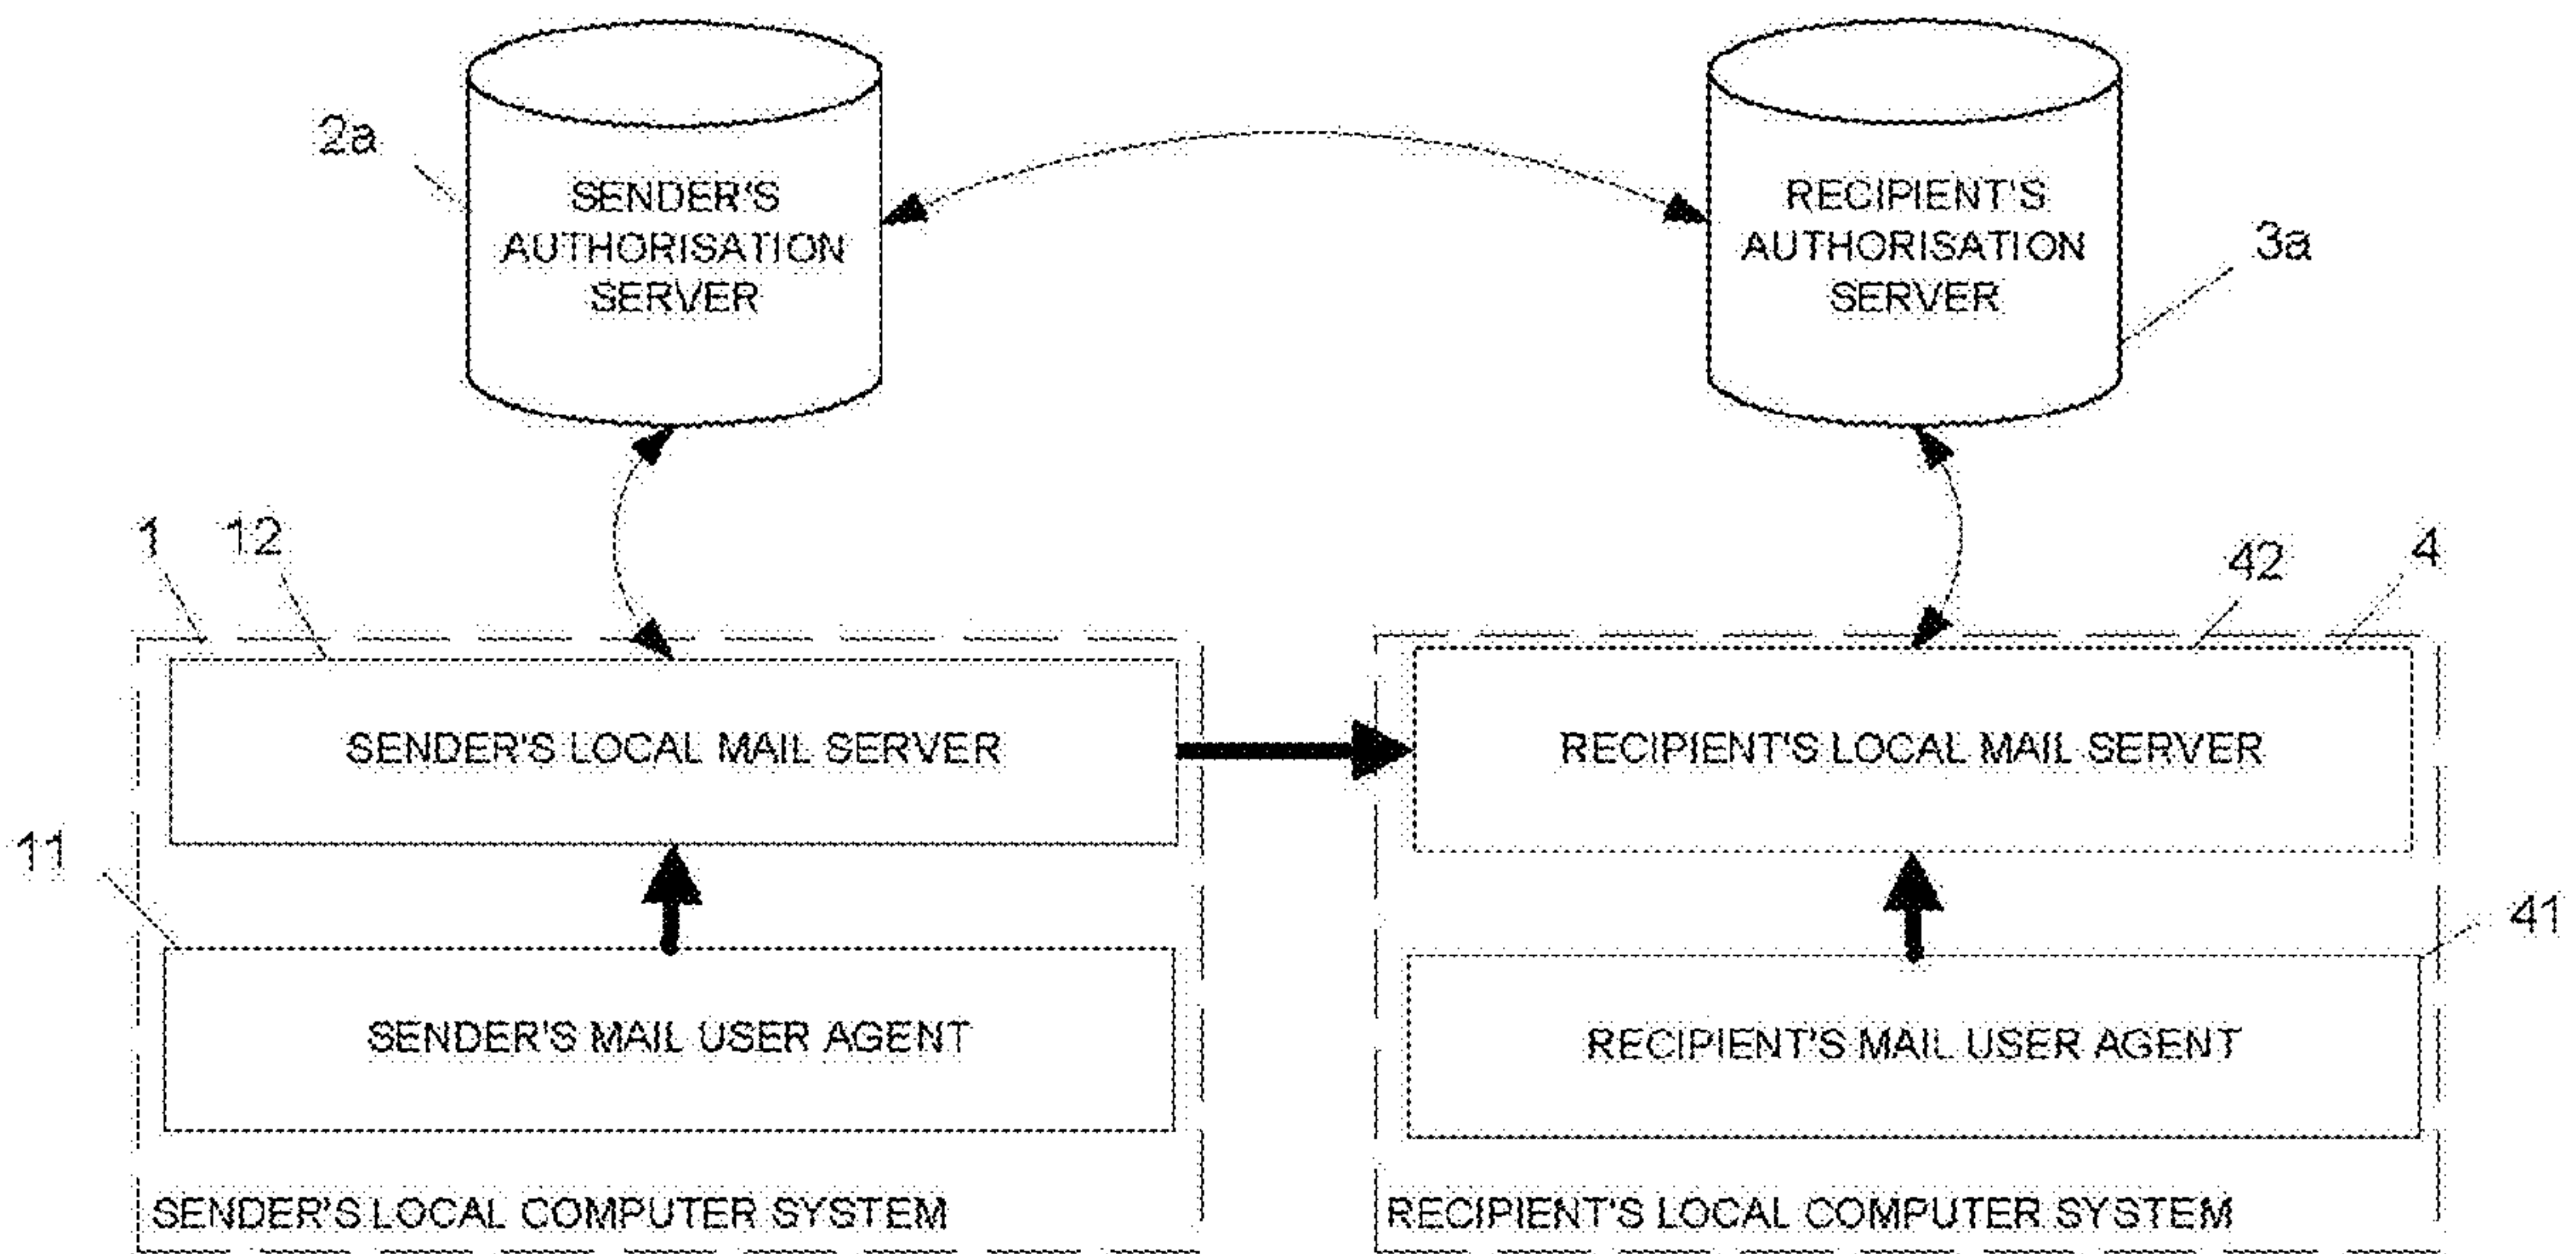 2a
SENDER'S
AUTHORISATION
SERVER
RECIPIENT'S
AUTHORISATION
SERVER
3a
1
12
42
4
SENDER'S LOCAL MAIL SERVER
RECIPIENT'S LOCAL MAIL SERVER
11
41
SENDER'S MAIL USER AGENT
RECIPIENT'S MAIL USER AGENT
SENDER'S LOCAL COMPUTER SYSTEM
RECIPIENT'S LOCAL COMPUTER SYSTEM